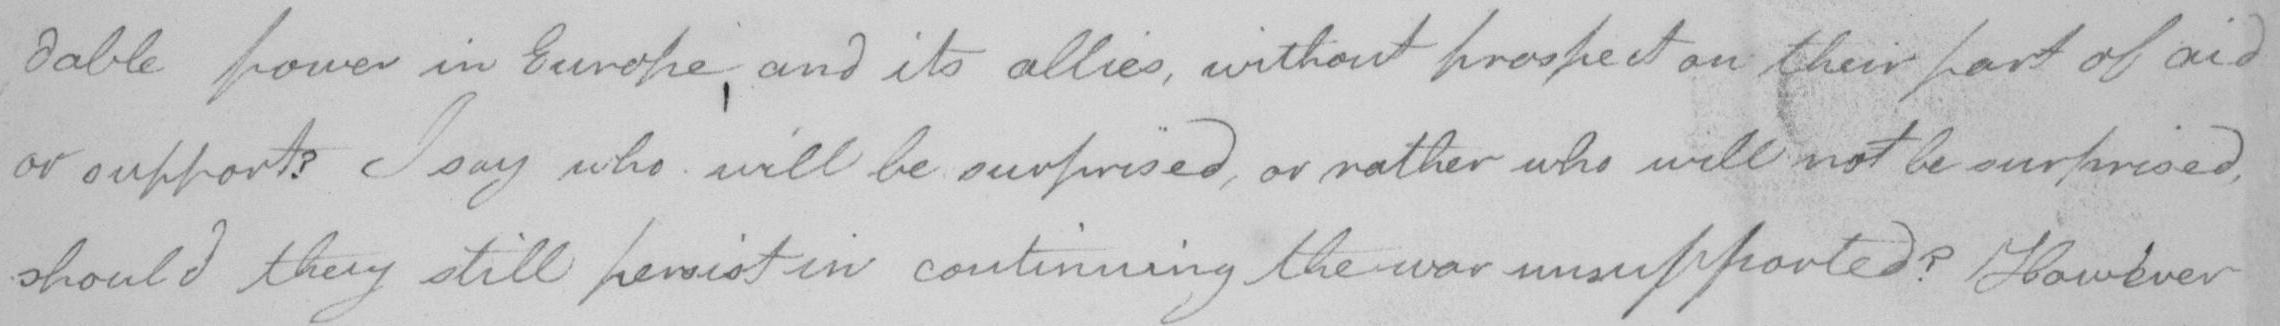 dable power in Europe, and its allies, without prospect on their part of aid
or support? I say who will be surprised, or rather who will not be surprised,
should they still persist in continuing the war unsupported? However